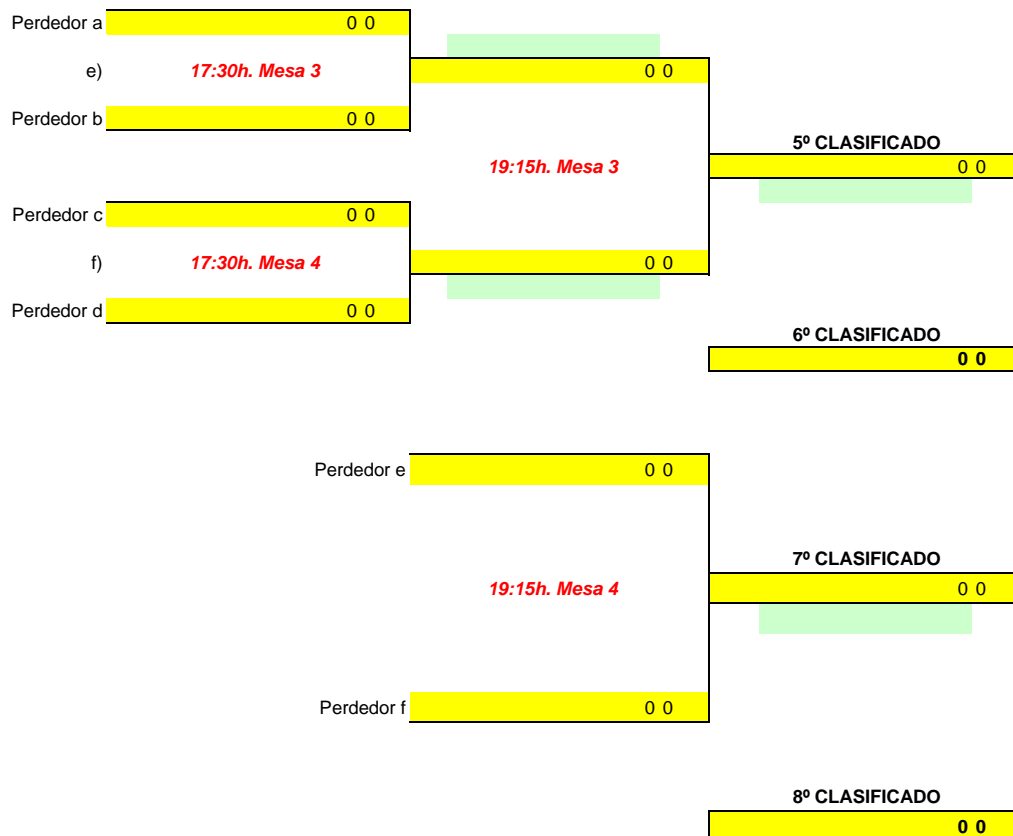 Perdedor a 0 0
e) 17:30h. Mesa 3 0 0
Perdedor b 0 0
5º CLASIFICADO
19:15h. Mesa 3 0 0
Perdedor c 0 0
f) 17:30h. Mesa 4 0 0
Perdedor d 0 0
6º CLASIFICADO
0 0
Perdedor e 0 0
7º CLASIFICADO
19:15h. Mesa 4 0 0
Perdedor f 0 0
8º CLASIFICADO
0 0